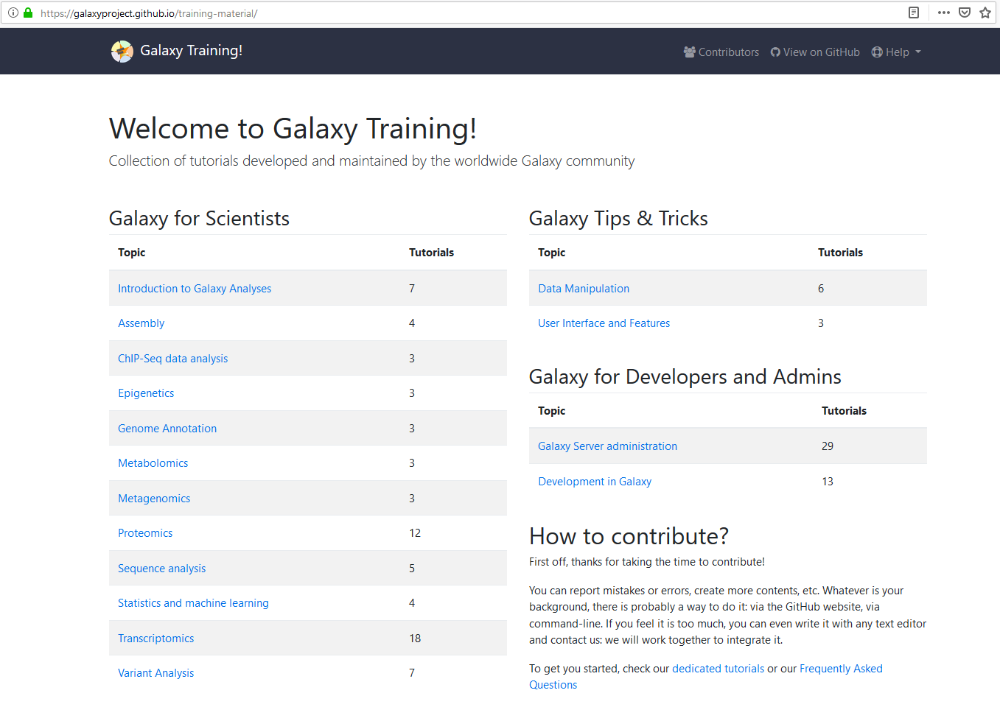 https://galaxyproject.github.io/training-material/
Galaxy Training!
Contributors View on GitHub Help
Welcome to Galaxy Training!
Collection of tutorials developed and maintained by the worldwide Galaxy community
Galaxy for Scientists
Topic Tutorials
Introduction to Galaxy Analyses 7
Assembly 4
ChIP-Seq data analysis 3
Epigenetics 3
Genome Annotation 3
Metabolomics 3
Metagenomics 3
Proteomics 12
Sequence analysis 5
Statistics and machine learning 4
Transcriptomics 18
Variant Analysis 7
Galaxy Tips & Tricks
Topic Tutorials
Data Manipulation 6
User Interface and Features 3
Galaxy for Developers and Admins
Topic Tutorials
Galaxy Server administration 29
Development in Galaxy 13
How to contribute?
First off, thanks for taking the time to contribute!
You can report mistakes or errors, create more contents, etc. Whatever is your
background, there is probably a way to do it: via the GitHub website, via
command-line. If you feel it is too much, you can even write it with any text editor
and contact us: we will work together to integrate it.
To get you started, check our dedicated tutorials or our Frequently Asked
Questions